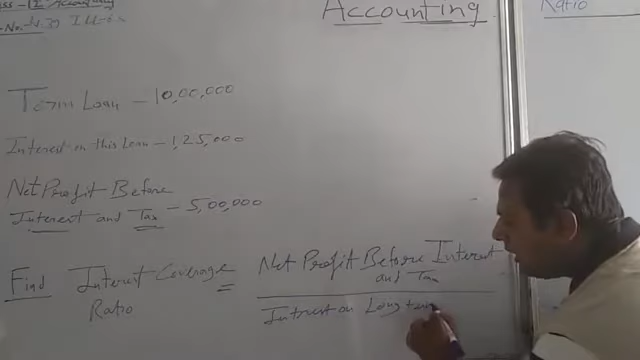 Accounting
Ratio
Term Loan - 10,00,000
Interest on this Loan - 1,25,000
Net Profit Before
Interest and Tax - 5,00,000
Find Interest Coverage Ratio = Net Profit Before Interest and Tax
Interest on Long term